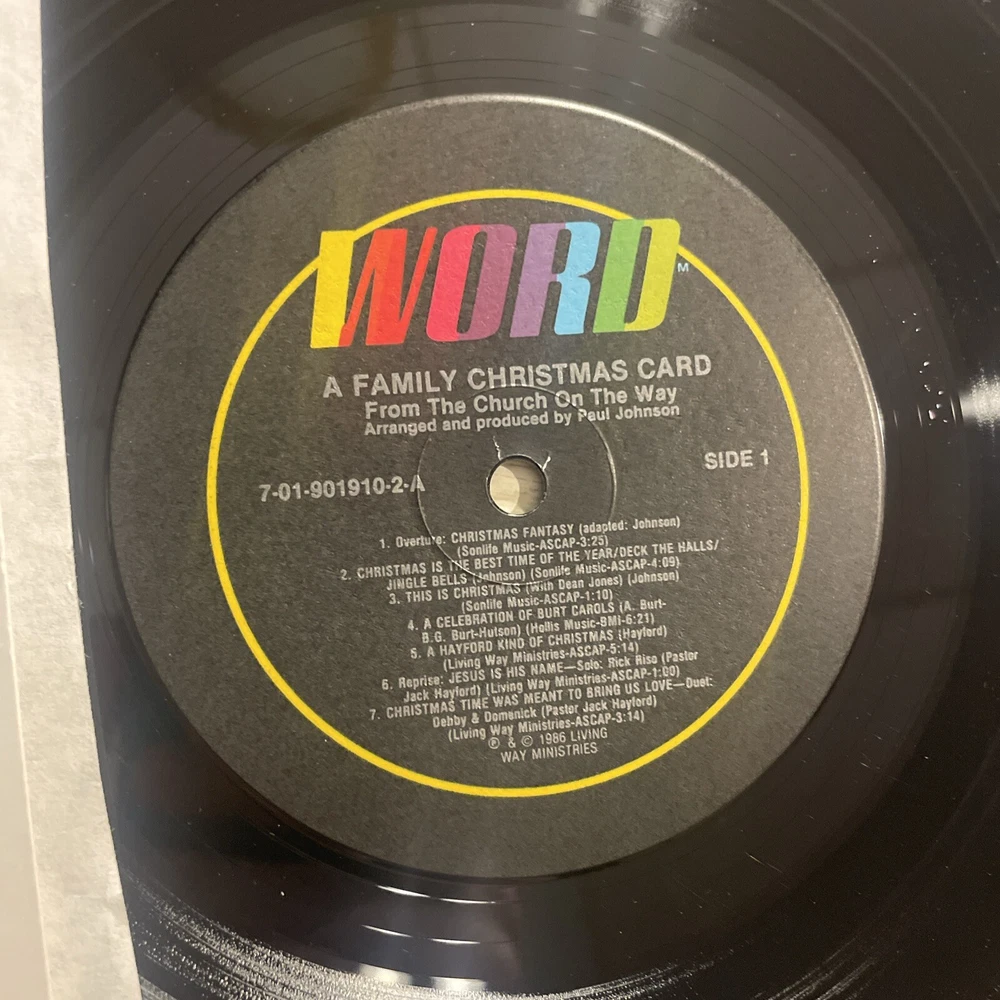 WORD™
A FAMILY CHRISTMAS CARD
From The Church On The Way
Arranged and produced by Paul Johnson
7-01-901910-2-A
SIDE 1
1. Overture: CHRISTMAS FANTASY (adapted: Johnson)
(Sonlife Music-ASCAP-3:25)
2. CHRISTMAS IS THE BEST TIME OF THE YEAR/DECK THE HALLS/
JINGLE BELLS (Johnson) (Sonlife Music-ASCAP-4:09)
3. THIS IS CHRISTMAS (With Dean Jones) (Johnson)
(Sonlife Music-ASCAP-1:10)
4. A CELEBRATION OF BURT CAROLS (A. Burt-
B.G. Burt-Hutson) (Hollis Music-BMI-6:21)
5. A HAYFORD KIND OF CHRISTMAS (Hayford)
(Living Way Ministries-ASCAP-5:14)
6. Reprise: JESUS IS HIS NAME—Solo: Rick Riso (Pastor
Jack Hayford) (Living Way Ministries-ASCAP-1:00)
7. CHRISTMAS TIME WAS MEANT TO BRING US LOVE—Duet:
Debby & Domenick (Pastor Jack Hayford)
(Living Way Ministries-ASCAP-3:14)
℗ & © 1986 LIVING
WAY MINISTRIES